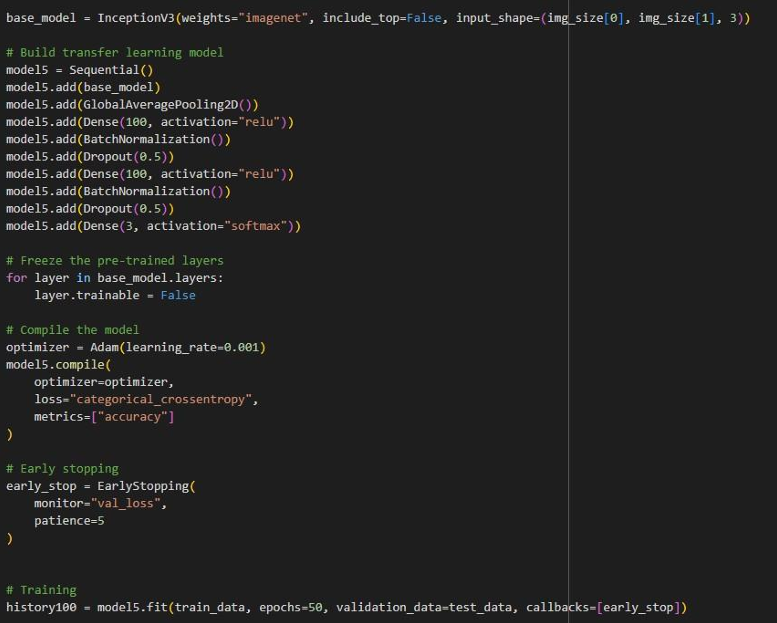 base_model = InceptionV3(weights="imagenet", include_top=False, input_shape=(img_size[0], img_size[1], 3))
# Build transfer learning model
model5 = Sequential()
model5.add(base_model)
model5.add(GlobalAveragePooling2D())
model5.add(Dense(100, activation="relu"))
model5.add(BatchNormalization())
model5.add(Dropout(0.5))
model5.add(Dense(100, activation="relu"))
model5.add(BatchNormalization())
model5.add(Dropout(0.5))
model5.add(Dense(3, activation="softmax"))
# Freeze the pre-trained layers
for layer in base_model.layers:
    layer.trainable = False
# Compile the model
optimizer = Adam(learning_rate=0.001)
model5.compile(
    optimizer=optimizer,
    loss="categorical_crossentropy",
    metrics=["accuracy"]
)
# Early stopping
early_stop = EarlyStopping(
    monitor="val_loss",
    patience=5
)
# Training
history100 = model5.fit(train_data, epochs=50, validation_data=test_data, callbacks=[early_stop])